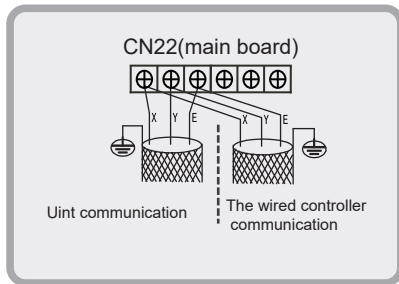 CN22(main board)
X Y E X Y E
Uint communication
The wired controller
communication